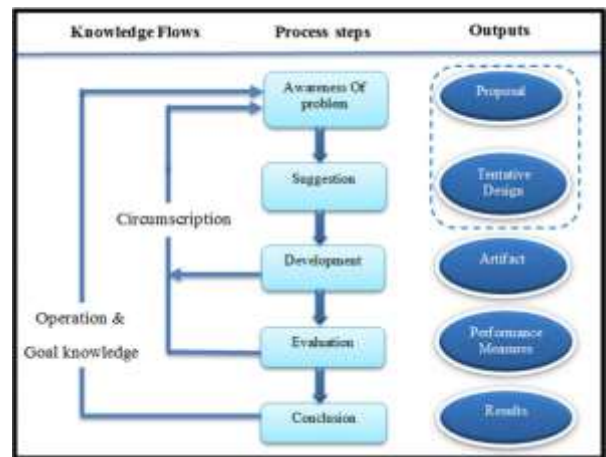 Knowledge Flows
Process steps
Outputs
Awareness Of
problem
Proposal
Suggestion
Tentative
Design
Circumscription
Development
Artifact
Operation &
Goal knowledge
Evaluation
Performance
Measures
Conclusion
Results